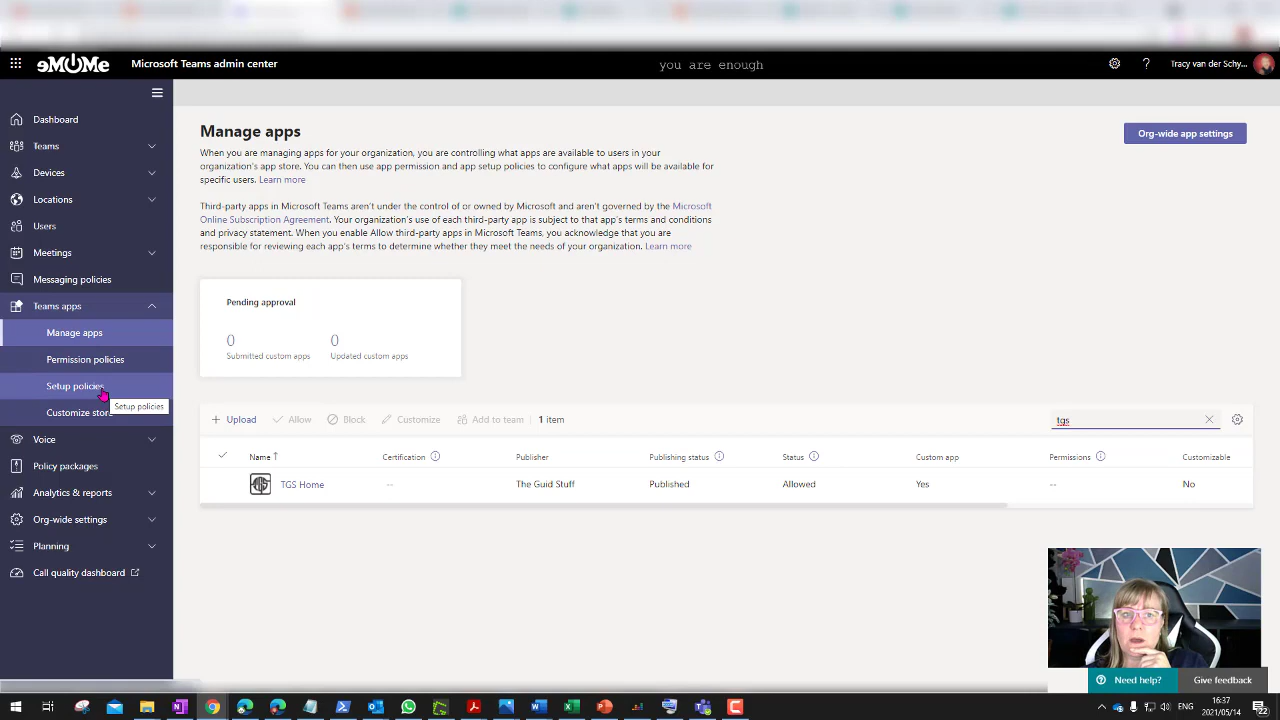 eMOMe
Microsoft Teams admin center
you are enough
?
Tracy van der Schy...
Dashboard
Teams
Devices
Locations
Users
Meetings
Messaging policies
Teams apps
Manage apps
Permission policies
Setup policies
Setup policies
Customize store
Voice
Policy packages
Analytics & reports
Org-wide settings
Planning
Call quality dashboard
Manage apps
Org-wide app settings
When you are managing apps for your organization, you are controlling what apps are available to users in your
organization's app store. You can then use app permission and app setup policies to configure what apps will be available for
specific users. Learn more
Third-party apps in Microsoft Teams aren't under the control of or owned by Microsoft and aren't governed by the Microsoft
Online Subscription Agreement. Your organization's use of each third-party app is subject to that app's terms and conditions
and privacy statement. When you enable Allow third-party apps in Microsoft Teams, you acknowledge that you are
responsible for reviewing each app's terms to determine whether they meet the needs of your organization. Learn more
Pending approval
0 0
Submitted custom apps Updated custom apps
+ Upload Allow Block Customize Add to team 1 item tgs
Name ↑ Certification Publisher Publishing status Status Custom app Permissions Customizable
TGS Home -- The Guid Stuff Published Allowed Yes -- No
Need help? Give feedback
ENG 16:37
2021/05/14 22